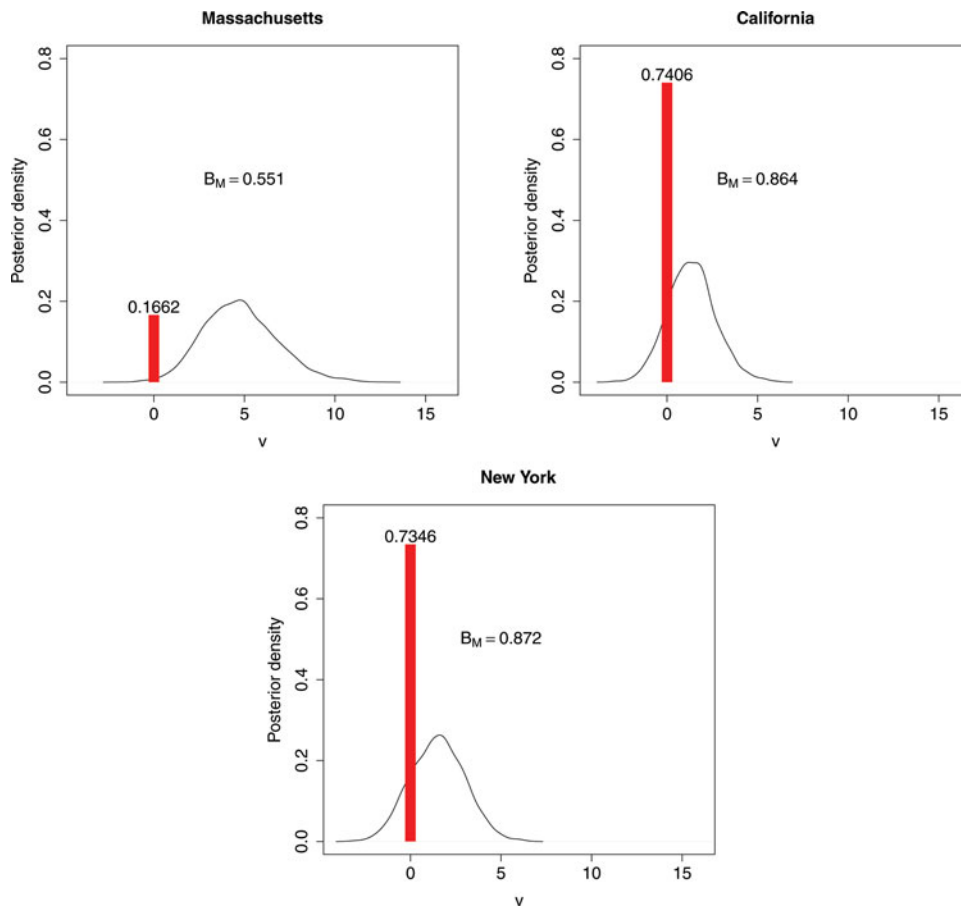 Massachusetts
0.8
0.6
0.4
0.2
0.0
Posterior density
0.1662
B_M = 0.551
0 5 10 15
v
California
0.8
0.6
0.4
0.2
0.0
Posterior density
0.7406
B_M = 0.864
0 5 10 15
v
New York
0.8
0.6
0.4
0.2
0.0
Posterior density
0.7346
B_M = 0.872
0 5 10 15
v